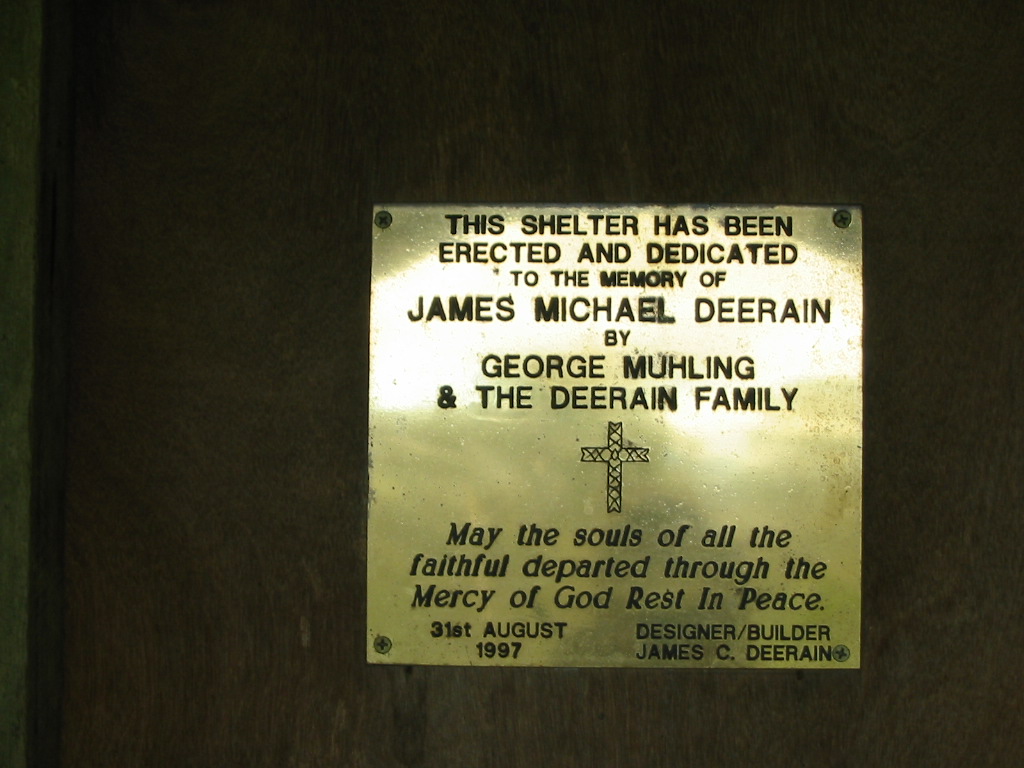 THIS SHELTER HAS BEEN
ERECTED AND DEDICATED
TO THE MEMORY OF
JAMES MICHAEL DEERAIN
BY
GEORGE MUHLING
& THE DEERAIN FAMILY
May the souls of all the
faithful departed through the
Mercy of God Rest In Peace.
31st AUGUST
1997
DESIGNER/BUILDER
JAMES C. DEERAIN